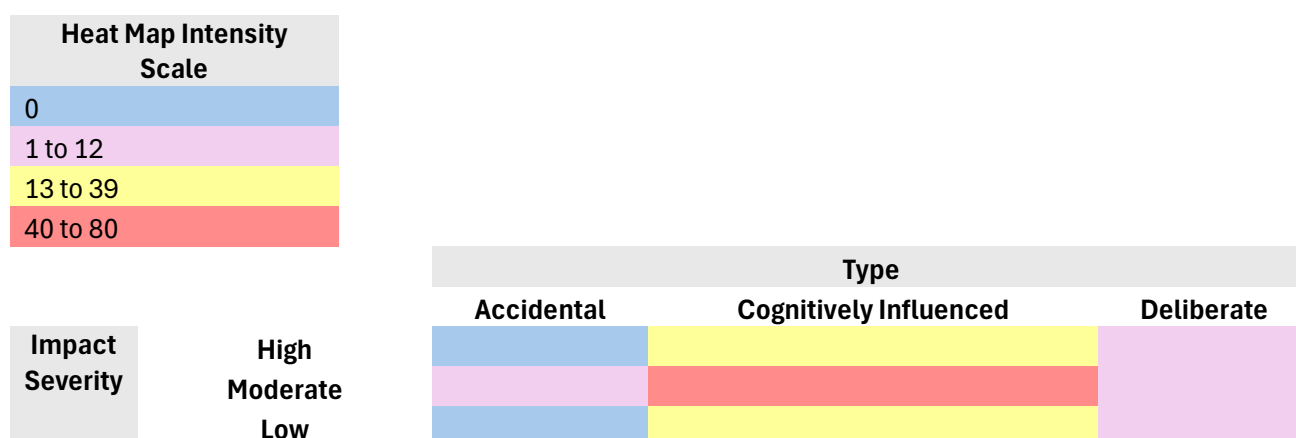 Heat Map Intensity
Scale
0
1 to 12
13 to 39
40 to 80
Type
Accidental Cognitively Influenced Deliberate
Impact
Severity
High
Moderate
Low